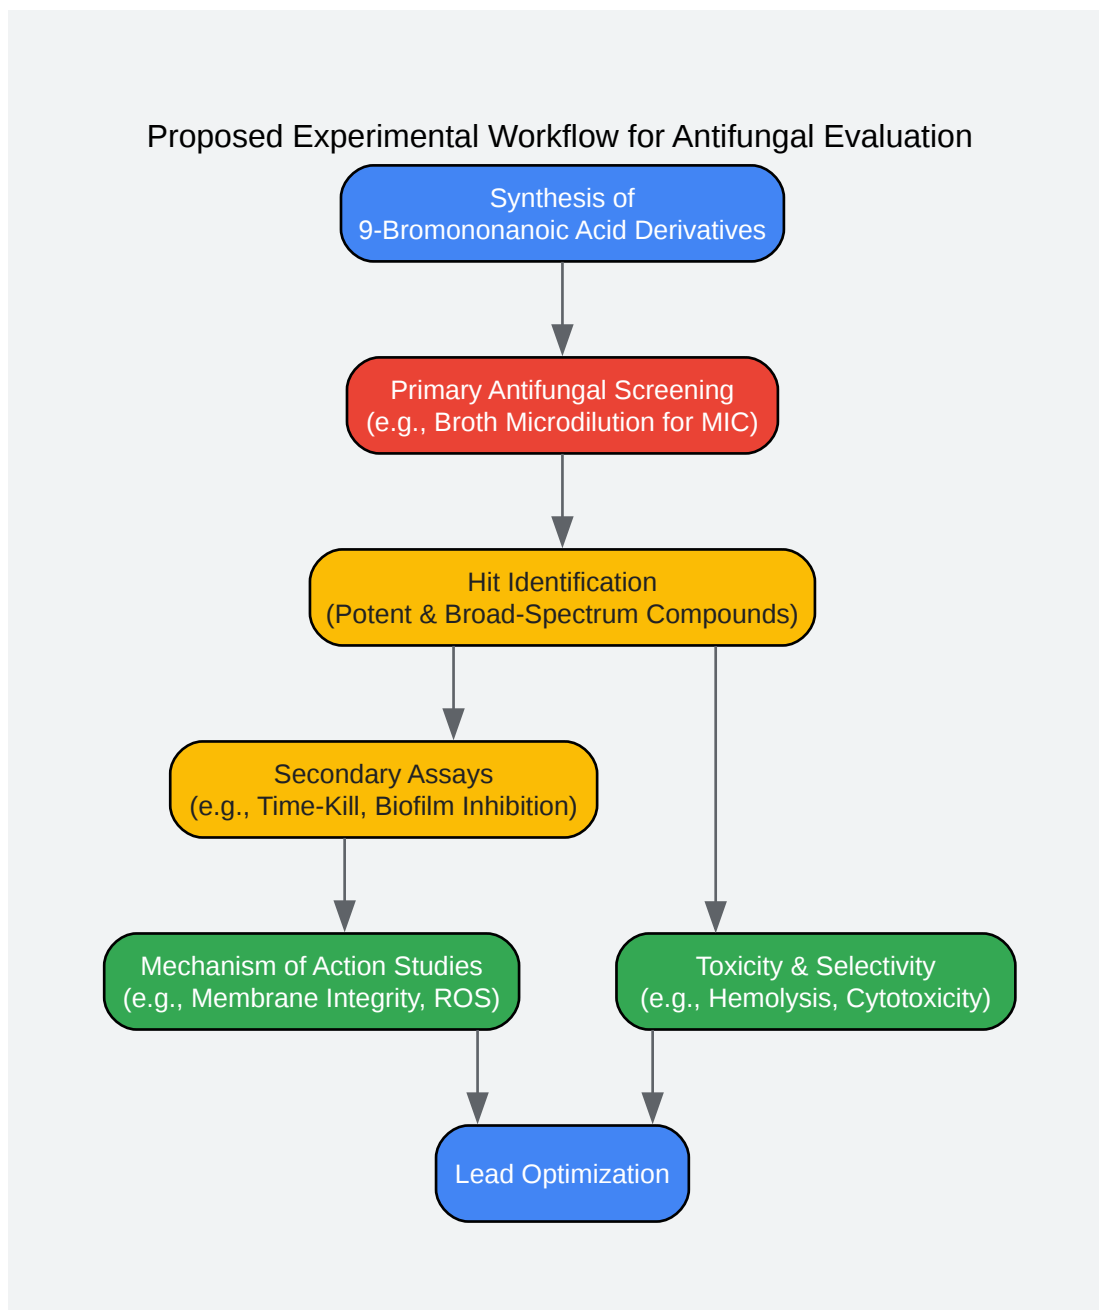 Proposed Experimental Workflow for Antifungal Evaluation
Synthesis of
9-Bromononanoic Acid Derivatives
Primary Antifungal Screening
(e.g., Broth Microdilution for MIC)
Hit Identification
(Potent & Broad-Spectrum Compounds)
Secondary Assays
(e.g., Time-Kill, Biofilm Inhibition)
Mechanism of Action Studies
(e.g., Membrane Integrity, ROS)
Toxicity & Selectivity
(e.g., Hemolysis, Cytotoxicity)
Lead Optimization